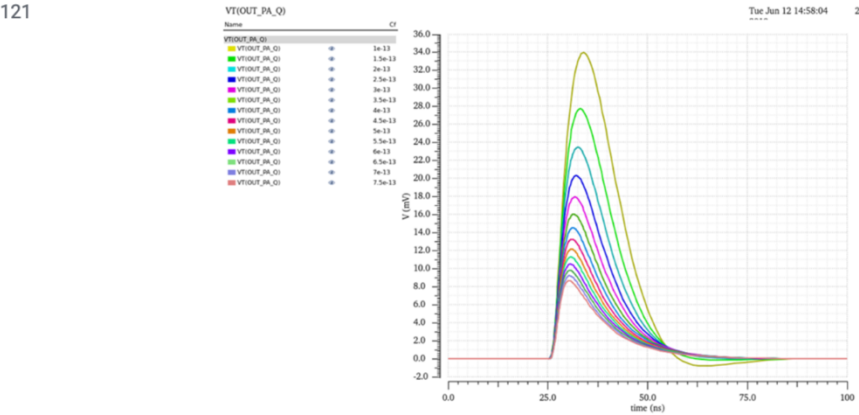 121
VT(OUT_PA_Q)
Tue Jun 12 14:58:04 2
Name Cf
VT(OUT_PA_Q)
VT(OUT_PA_Q) 1e-13
VT(OUT_PA_Q) 1.5e-13
VT(OUT_PA_Q) 2e-13
VT(OUT_PA_Q) 2.5e-13
VT(OUT_PA_Q) 3e-13
VT(OUT_PA_Q) 3.5e-13
VT(OUT_PA_Q) 4e-13
VT(OUT_PA_Q) 4.5e-13
VT(OUT_PA_Q) 5e-13
VT(OUT_PA_Q) 5.5e-13
VT(OUT_PA_Q) 6e-13
VT(OUT_PA_Q) 6.5e-13
VT(OUT_PA_Q) 7e-13
VT(OUT_PA_Q) 7.5e-13
36.0
34.0
32.0
30.0
28.0
26.0
24.0
22.0
20.0
18.0
16.0
14.0
12.0
10.0
8.0
6.0
4.0
2.0
0.0
-2.0
V (mV)
0.0 25.0 50.0 75.0 100
time (ns)